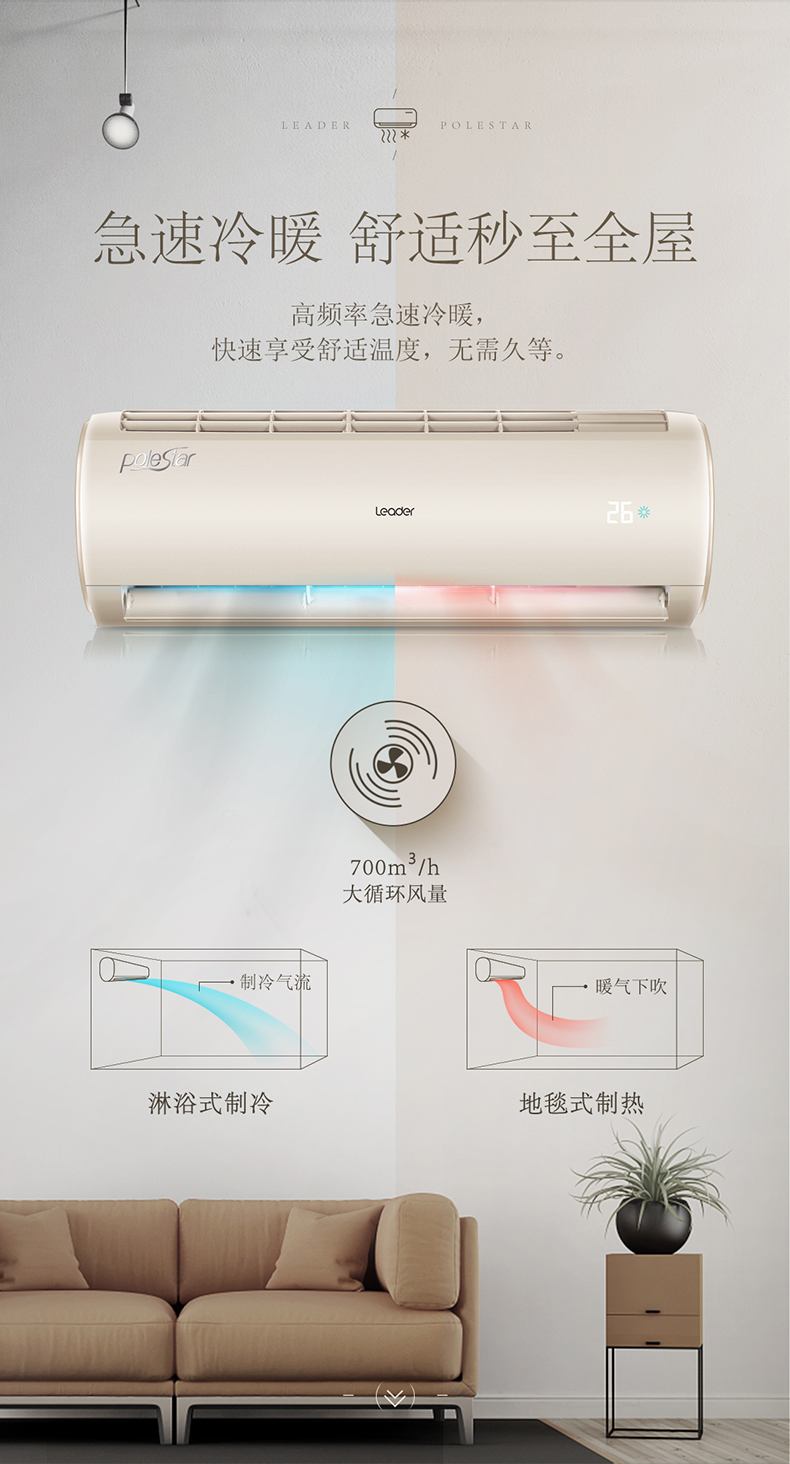 LEADER POLESTAR
急速冷暖 舒适秒至全屋
高频率急速冷暖，
快速享受舒适温度，无需久等。
poleStar
Leader
26
700m³/h
大循环风量
制冷气流
暖气下吹
淋浴式制冷
地毯式制热